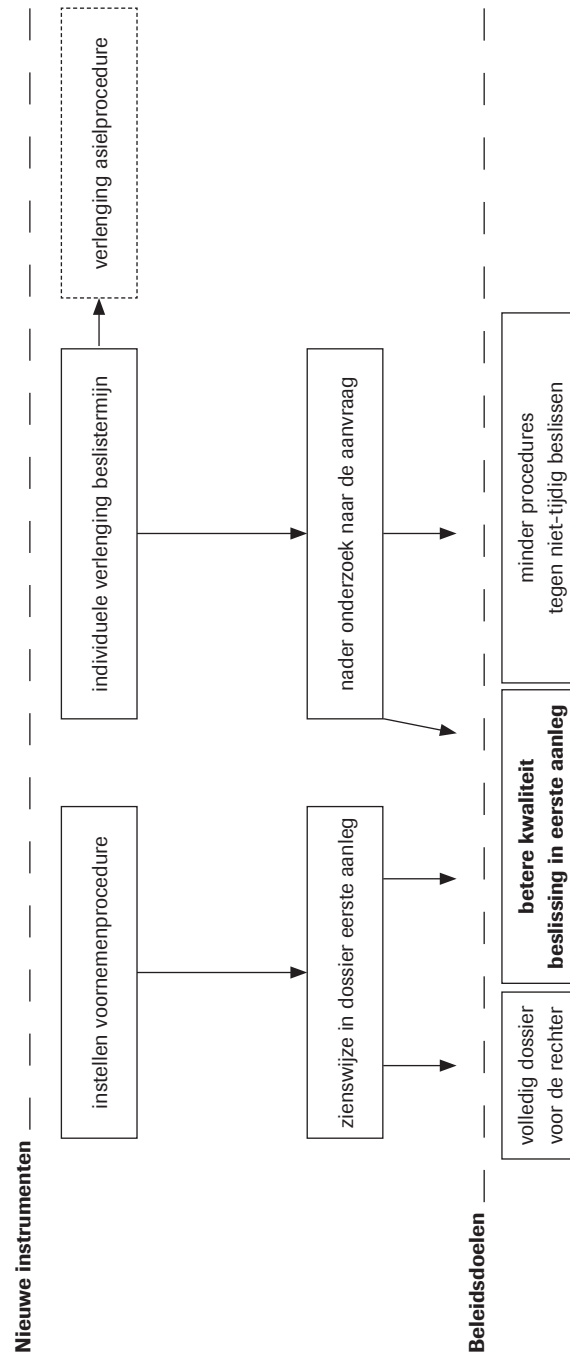 Nieuwe instrumenten
instellen voornemenprocedure
individuele verlenging beslistermijn
verlenging asielprocedure
zienswijze in dossier eerste aanleg
nader onderzoek naar de aanvraag
Beleidsdoelen
volledig dossier
voor de rechter
betere kwaliteit
beslissing in eerste aanleg
minder procedures
tegen niet-tijdig beslissen